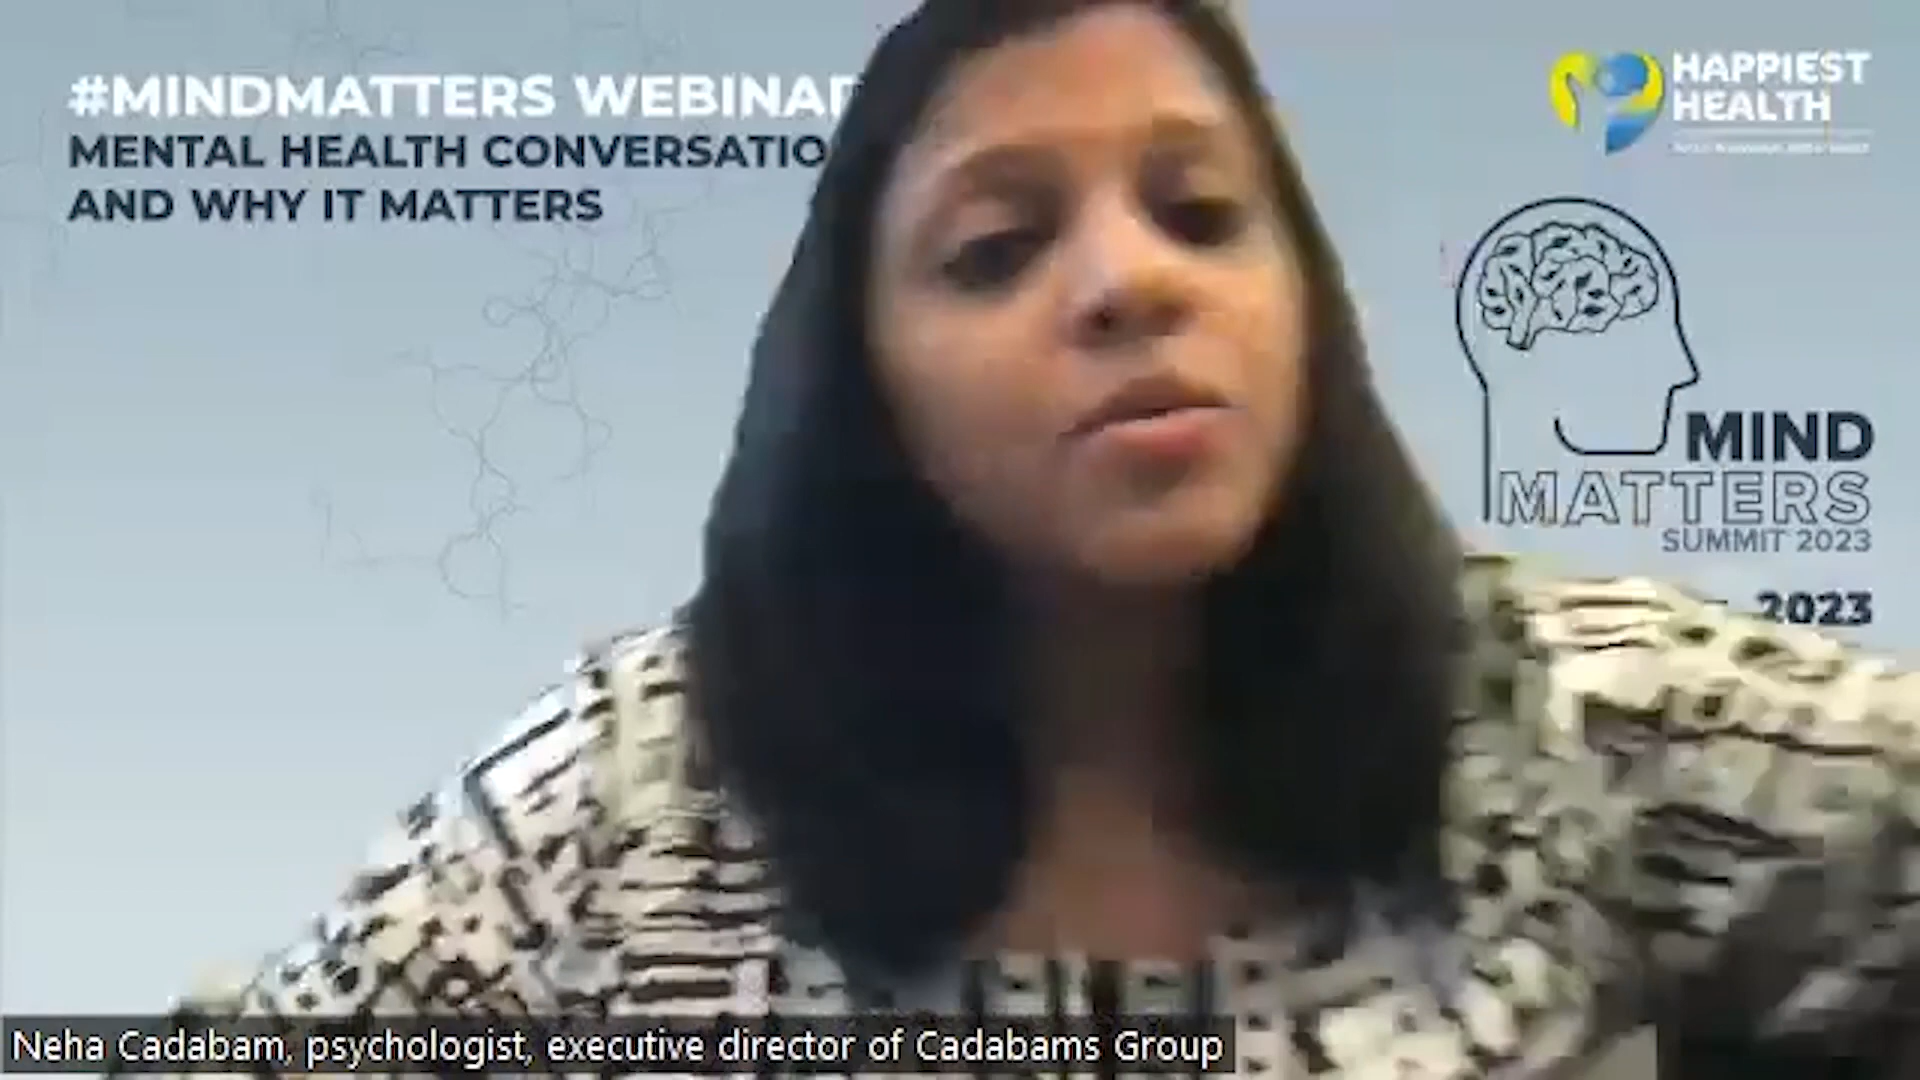 #MINDMATTERS WEBINAR
MENTAL HEALTH CONVERSATIO
AND WHY IT MATTERS
HAPPIEST
HEALTH
MIND
MATTERS
SUMMIT 2023
2023
Neha Cadabam, psychologist, executive director of Cadabams Group